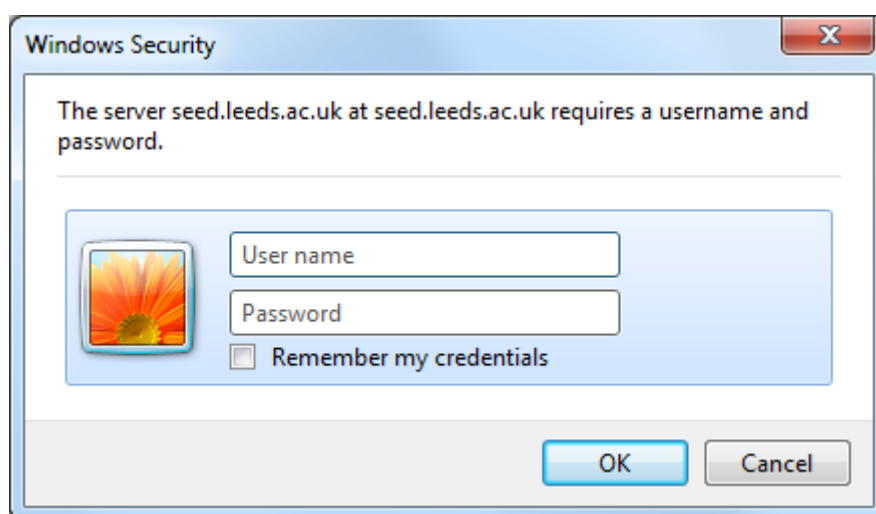 Windows Security
The server seed.leeds.ac.uk at seed.leeds.ac.uk requires a username and
password.
User name
Password
Remember my credentials
OK
Cancel